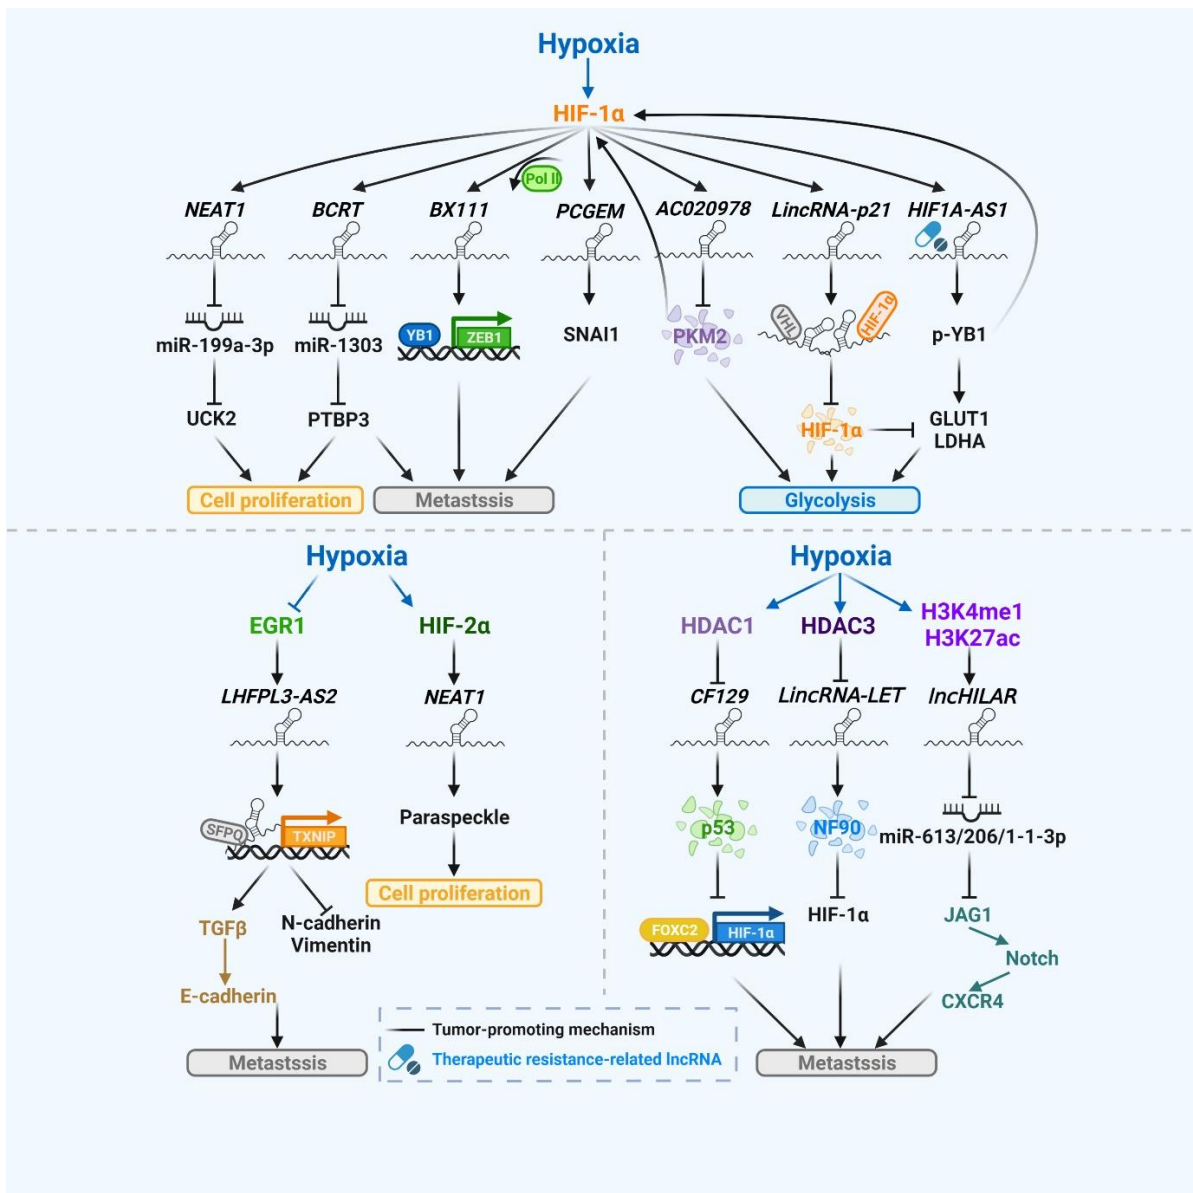 Hypoxia
HIF-1α
Pol II
NEAT1
BCRT
BX111
PCGEM
AC020978
LincRNA-p21
HIF1A-AS1
miR-199a-3p
miR-1303
YB1
ZEB1
SNAI1
PKM2
VHL
HIF-1α
p-YB1
UCK2
PTBP3
HIF-1α
GLUT1
LDHA
Cell proliferation
Metastssis
Glycolysis
Hypoxia
EGR1
HIF-2α
LHFPL3-AS2
NEAT1
SFPQ
TXNIP
Paraspeckle
Cell proliferation
TGFβ
N-cadherin
Vimentin
E-cadherin
Metastssis
Hypoxia
HDAC1
HDAC3
H3K4me1
H3K27ac
CF129
LincRNA-LET
lncHILAR
p53
NF90
miR-613/206/1-1-3p
FOXC2
HIF-1α
HIF-1α
JAG1
Notch
CXCR4
Metastssis
Tumor-promoting mechanism
Therapeutic resistance-related lncRNA